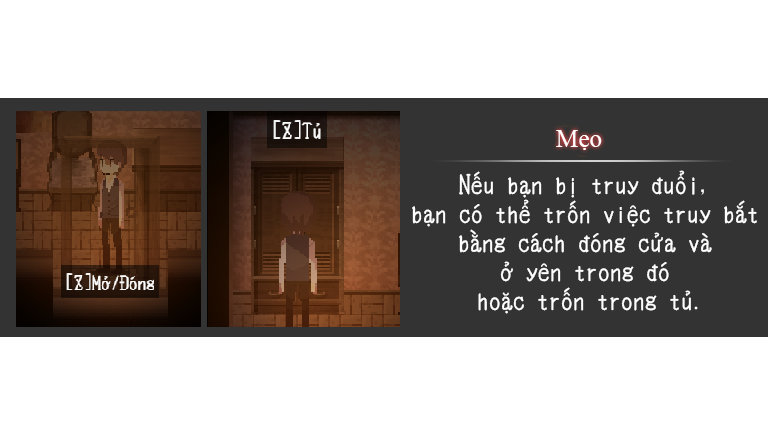 [Z]Mở/Đóng
[Z]Tủ
Mẹo
Nếu bạn bị truy đuổi,
bạn có thể trốn việc truy bắt
bằng cách đóng cửa và
ở yên trong đó
hoặc trốn trong tủ.